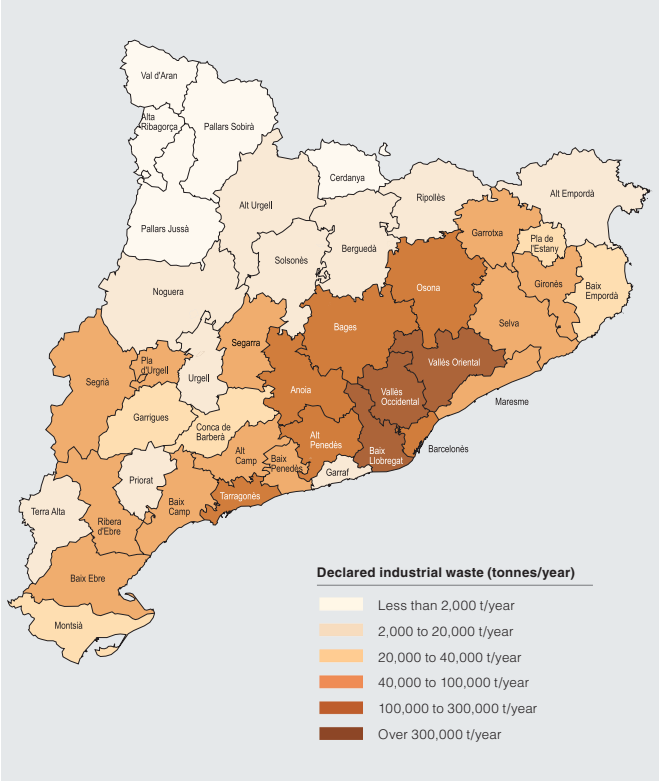 Val d'Aran
Alta
Ribagorça
Pallars Sobirà
Cerdanya
Ripollès
Alt Empordà
Alt Urgell
Pallars Jussà
Garrotxa
Pla de
l'Estany
Berguedà
Solsonès
Noguera
Osona
Gironès
Baix
Empordà
Selva
Bages
Segarra
Vallès Oriental
Pla
d'Urgell
Segrià
Urgell
Anoia
Vallès
Occidental
Maresme
Garrigues
Conca de
Barberà
Alt
Penedès
Barcelonès
Alt
Camp
Baix
Penedès
Baix
Llobregat
Garraf
Priorat
Tarragonès
Baix
Camp
Terra Alta
Ribera
d'Ebre
Baix Ebre
Montsià
Declared industrial waste (tonnes/year)
Less than 2,000 t/year
2,000 to 20,000 t/year
20,000 to 40,000 t/year
40,000 to 100,000 t/year
100,000 to 300,000 t/year
Over 300,000 t/year